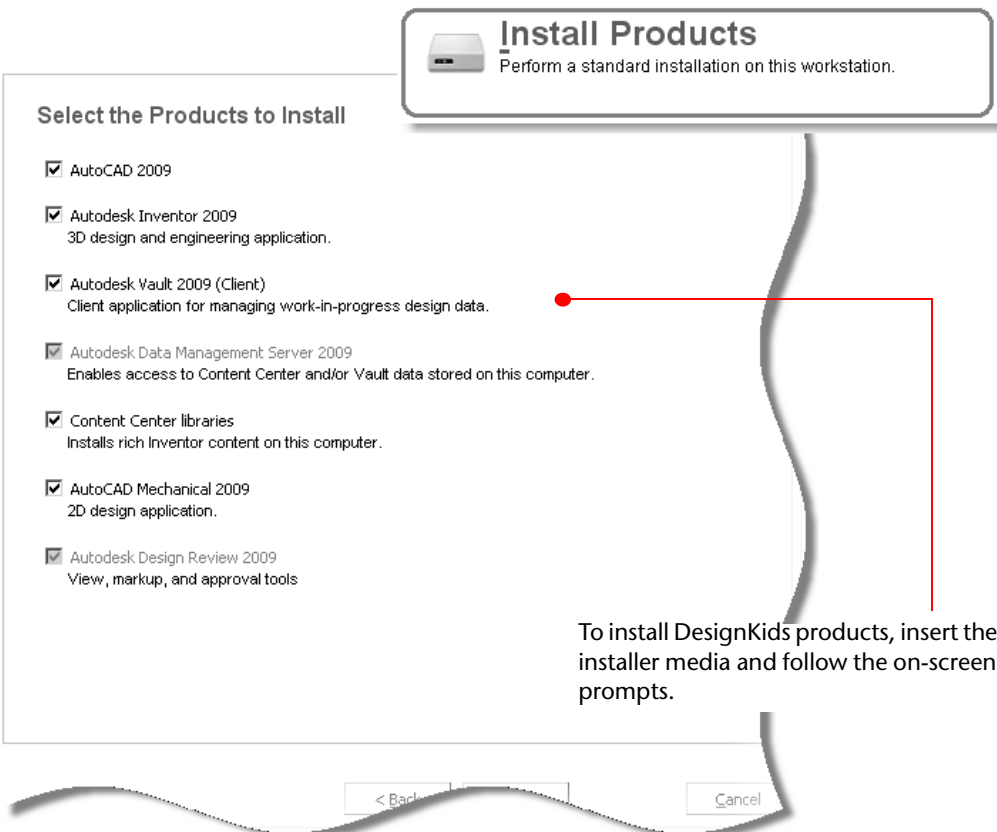 Install Products
Perform a standard installation on this workstation.
Select the Products to Install
AutoCAD 2009
Autodesk Inventor 2009
3D design and engineering application.
Autodesk Vault 2009 (Client)
Client application for managing work-in-progress design data.
Autodesk Data Management Server 2009
Enables access to Content Center and/or Vault data stored on this computer.
Content Center libraries
Installs rich Inventor content on this computer.
AutoCAD Mechanical 2009
2D design application.
Autodesk Design Review 2009
View, markup, and approval tools
To install DesignKids products, insert the
installer media and follow the on-screen
prompts.
< Back
Cancel